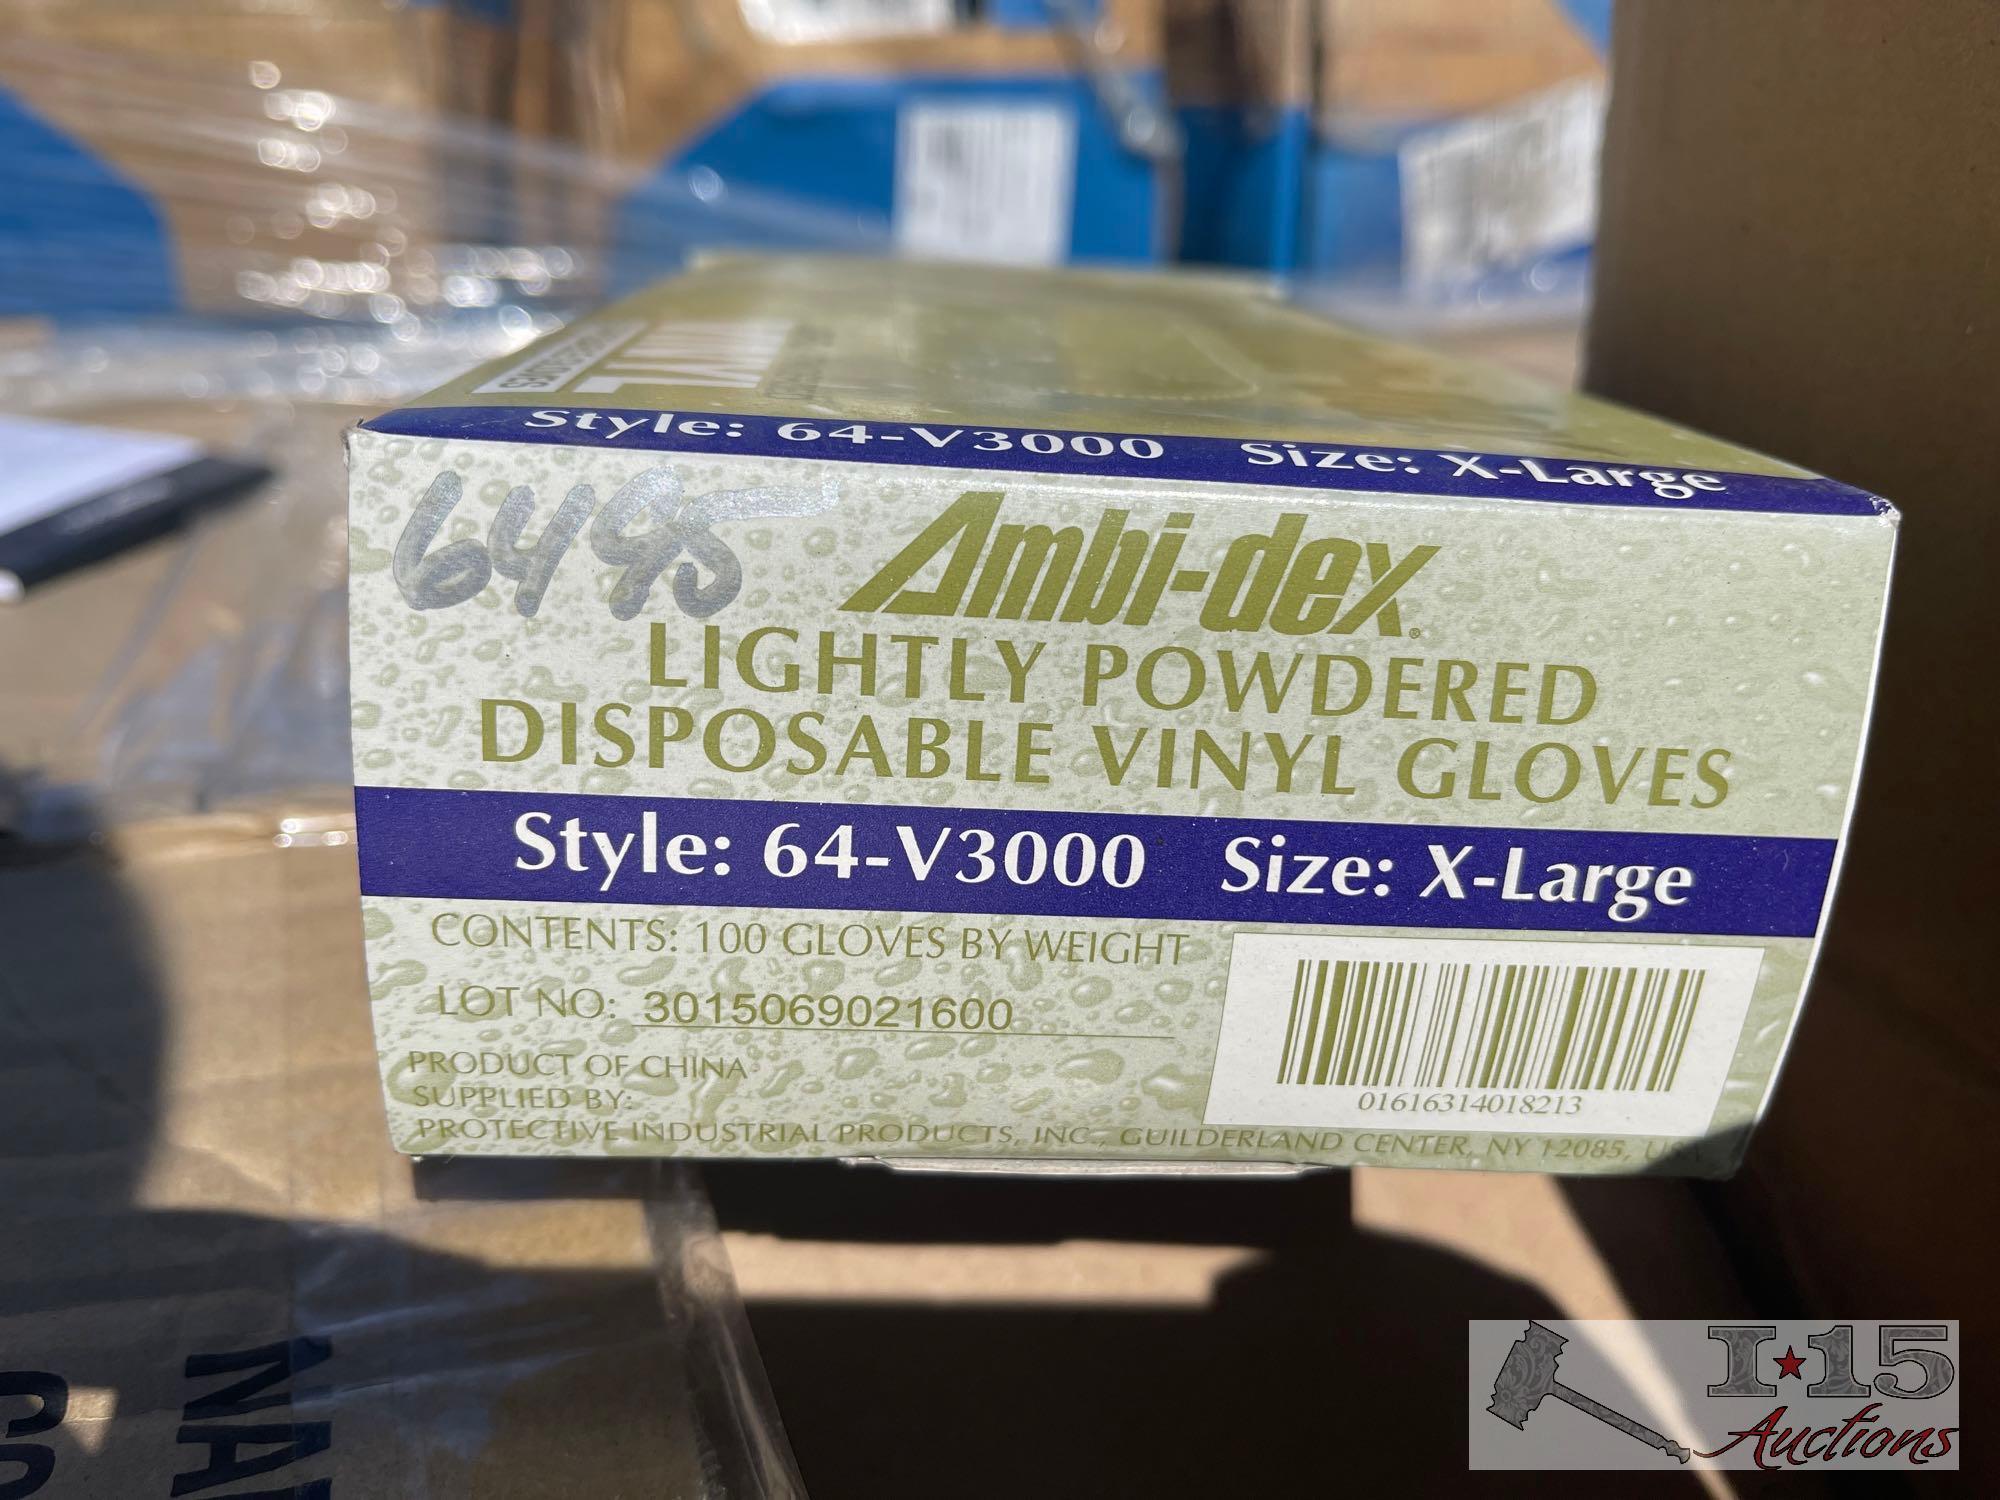 VINYL
Style: 64-V3000 Size: X-Large
6495
Ambi-dex®
LIGHTLY POWDERED
DISPOSABLE VINYL GLOVES
Style: 64-V3000 Size: X-Large
CONTENTS: 100 GLOVES BY WEIGHT
LOT NO: 3015069021600
01616314018213
PRODUCT OF CHINA
SUPPLIED BY:
PROTECTIVE INDUSTRIAL PRODUCTS, INC., GUILDERLAND CENTER, NY 12085, USA
I★15
Auctions